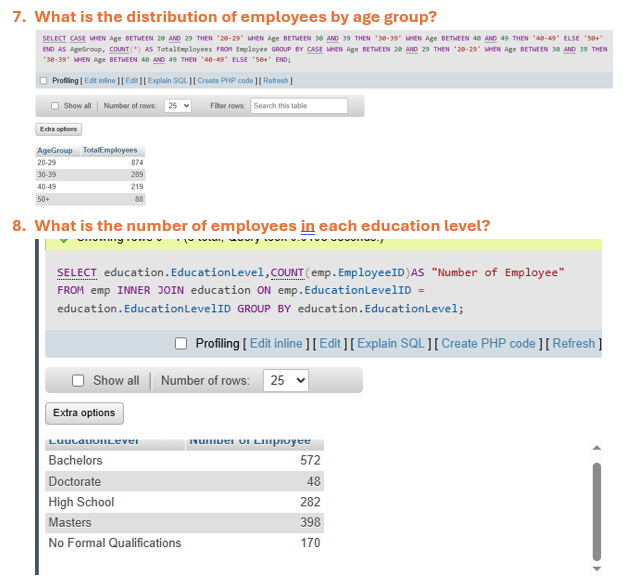 7. What is the distribution of employees by age group?
SELECT CASE WHEN Age BETWEEN 20 AND 29 THEN '20-29' WHEN Age BETWEEN 30 AND 39 THEN '30-39' WHEN Age BETWEEN 40 AND 49 THEN '40-49' ELSE '50+'
END AS AgeGroup, COUNT(*) AS TotalEmployees FROM Employee GROUP BY CASE WHEN Age BETWEEN 20 AND 29 THEN '20-29' WHEN Age BETWEEN 30 AND 39 THEN
'30-39' WHEN Age BETWEEN 40 AND 49 THEN '40-49' ELSE '50+' END;
Profiling [ Edit inline ] [ Edit ] [ Explain SQL ] [ Create PHP code ] [ Refresh ]
Show all Number of rows: 25 Filter rows: Search this table
Extra options
AgeGroup TotalEmployees
20-29 874
30-39 289
40-49 219
50+ 88
8. What is the number of employees in each education level?
SELECT education.EducationLevel,COUNT(emp.EmployeeID)AS "Number of Employee"
FROM emp INNER JOIN education ON emp.EducationLevelID =
education.EducationLevelID GROUP BY education.EducationLevel;
Profiling [ Edit inline ] [ Edit ] [ Explain SQL ] [ Create PHP code ] [ Refresh ]
Show all Number of rows: 25
Extra options
EducationLevel Number of Employee
Bachelors 572
Doctorate 48
High School 282
Masters 398
No Formal Qualifications 170